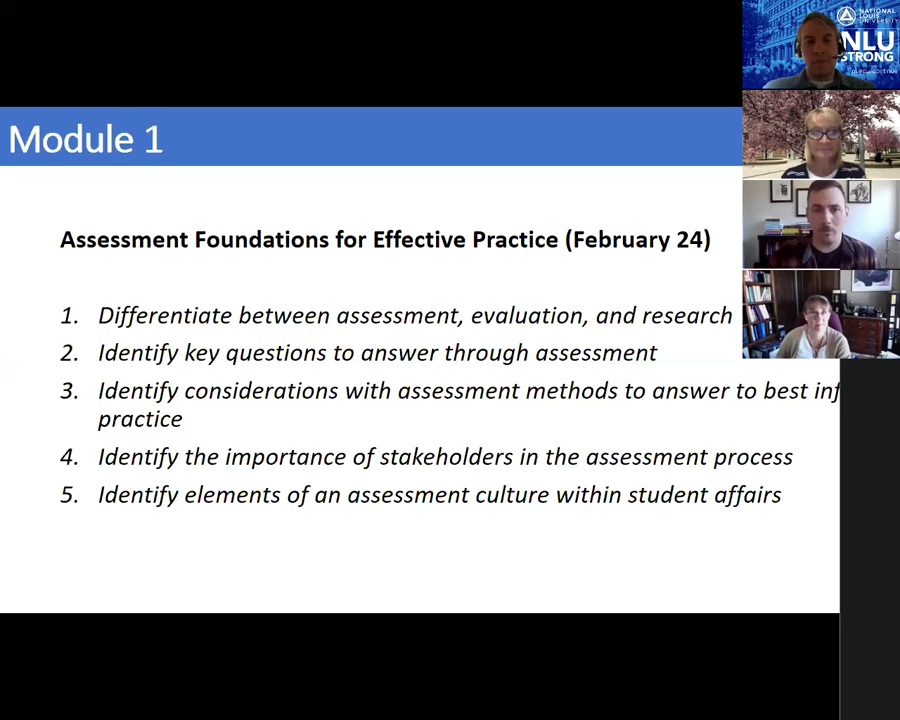 NATIONAL
LOUIS
UNIVERSITY
NLU
STRONG
Module 1
Assessment Foundations for Effective Practice (February 24)
1. Differentiate between assessment, evaluation, and research
2. Identify key questions to answer through assessment
3. Identify considerations with assessment methods to answer to best inf
practice
4. Identify the importance of stakeholders in the assessment process
5. Identify elements of an assessment culture within student affairs